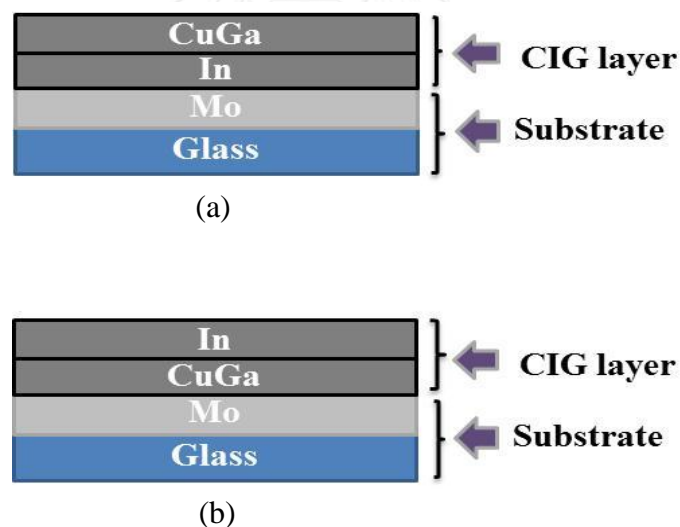 CuGa
In
CIG layer
Mo
Glass
Substrate
(a)
In
CuGa
CIG layer
Mo
Glass
Substrate
(b)